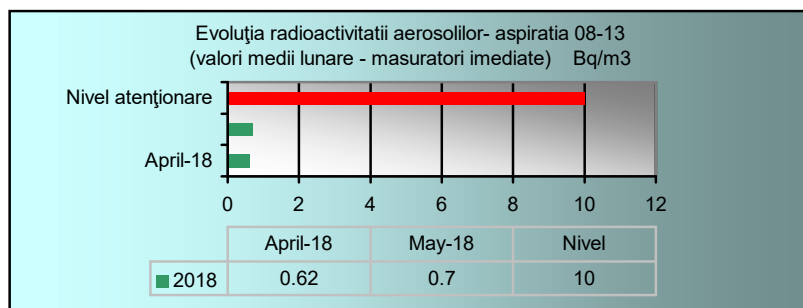 Evoluţia radioactivitatii aerosolilor- aspiratia 08-13
(valori medii lunare - masuratori imediate) Bq/m3
Nivel atenţionare
April-18
0 2 4 6 8 10 12
April-18 May-18 Nivel
2018 0.62 0.7 10